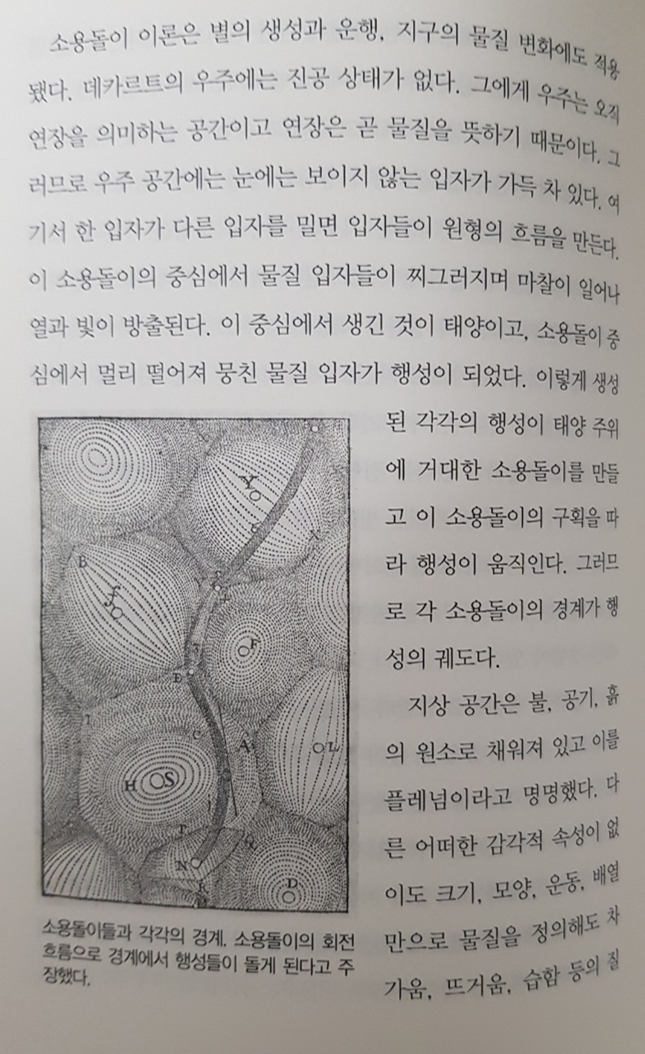 소용돌이 이론은 별의 생성과 운행, 지구의 물질 변화에도 적용
됐다. 데카르트의 우주에는 진공 상태가 없다. 그에게 우주는 오직
연장을 의미하는 공간이고 연장은 곧 물질을 뜻하기 때문이다. 그
러므로 우주 공간에는 눈에는 보이지 않는 입자가 가득 차 있다. 여
기서 한 입자가 다른 입자를 밀면 입자들이 원형의 흐름을 만든다.
이 소용돌이의 중심에서 물질 입자들이 찌그러지며 마찰이 일어나
열과 빛이 방출된다. 이 중심에서 생긴 것이 태양이고, 소용돌이 중
심에서 멀리 떨어져 뭉친 물질 입자가 행성이 되었다. 이렇게 생성
된 각각의 행성이 태양 주위
에 거대한 소용돌이를 만들
고 이 소용돌이의 구획을 따
라 행성이 움직인다. 그러므
로 각 소용돌이의 경계가 행
성의 궤도다.
지상 공간은 불, 공기, 흙
의 원소로 채워져 있고 이를
플레넘이라고 명명했다. 다
른 어떠한 감각적 속성이 없
이도 크기, 모양, 운동, 배열
만으로 물질을 정의해도 차
가움, 뜨거움, 습함 등의 질
Y
X
B
f
F
E
C
A
L
H S
T
Q
N
R
D
소용돌이들과 각각의 경계. 소용돌이의 회전
흐름으로 경계에서 행성들이 돌게 된다고 주
장했다.